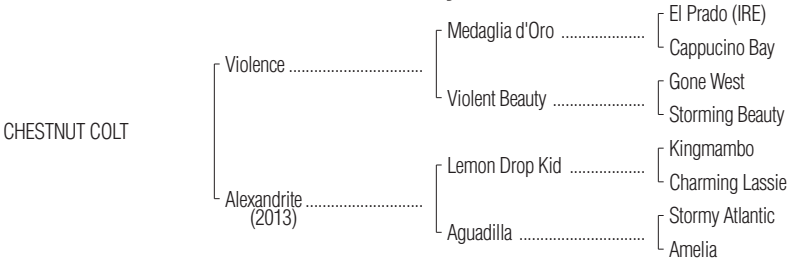 El Prado (IRE)
Medaglia d'Oro ....................
Cappucino Bay
Violence ................................
Gone West
Violent Beauty ......................
Storming Beauty
CHESTNUT COLT
Kingmambo
Lemon Drop Kid ..................
Charming Lassie
Alexandrite ............................
(2013)
Stormy Atlantic
Aguadilla ..............................
Amelia